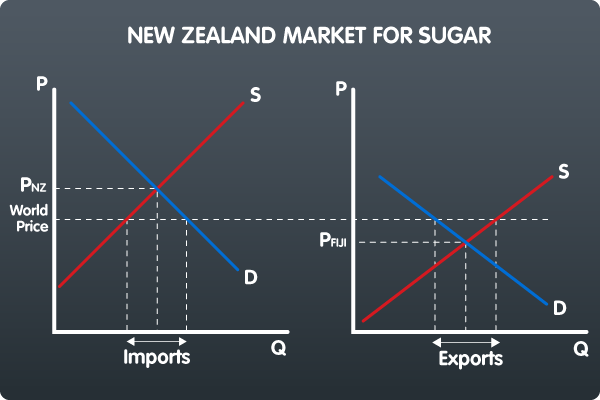 NEW ZEALAND MARKET FOR SUGAR
P
S
PNZ
World
Price
D
Q
Imports
P
S
PFIJI
D
Q
Exports